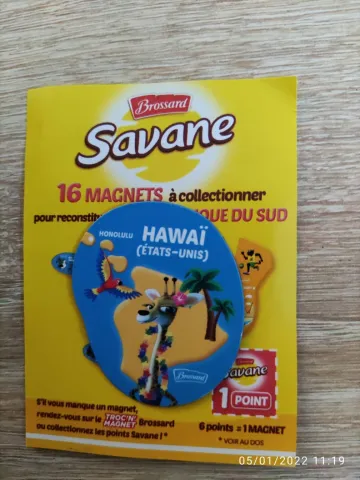 Brossard
Savane
16 MAGNETS à collectionner
pour reconstit QUE DU SUD
HONOLULU
HAWAÏ
(ÉTATS-UNIS)
Brossard
Savane
1 POINT
S'il vous manque un magnet,
rendez-vous sur le TROC'N' MAGNET Brossard
ou collectionnez les points Savane !*
6 points = 1 MAGNET
* VOIR AU DOS
05/01/2022 11:19